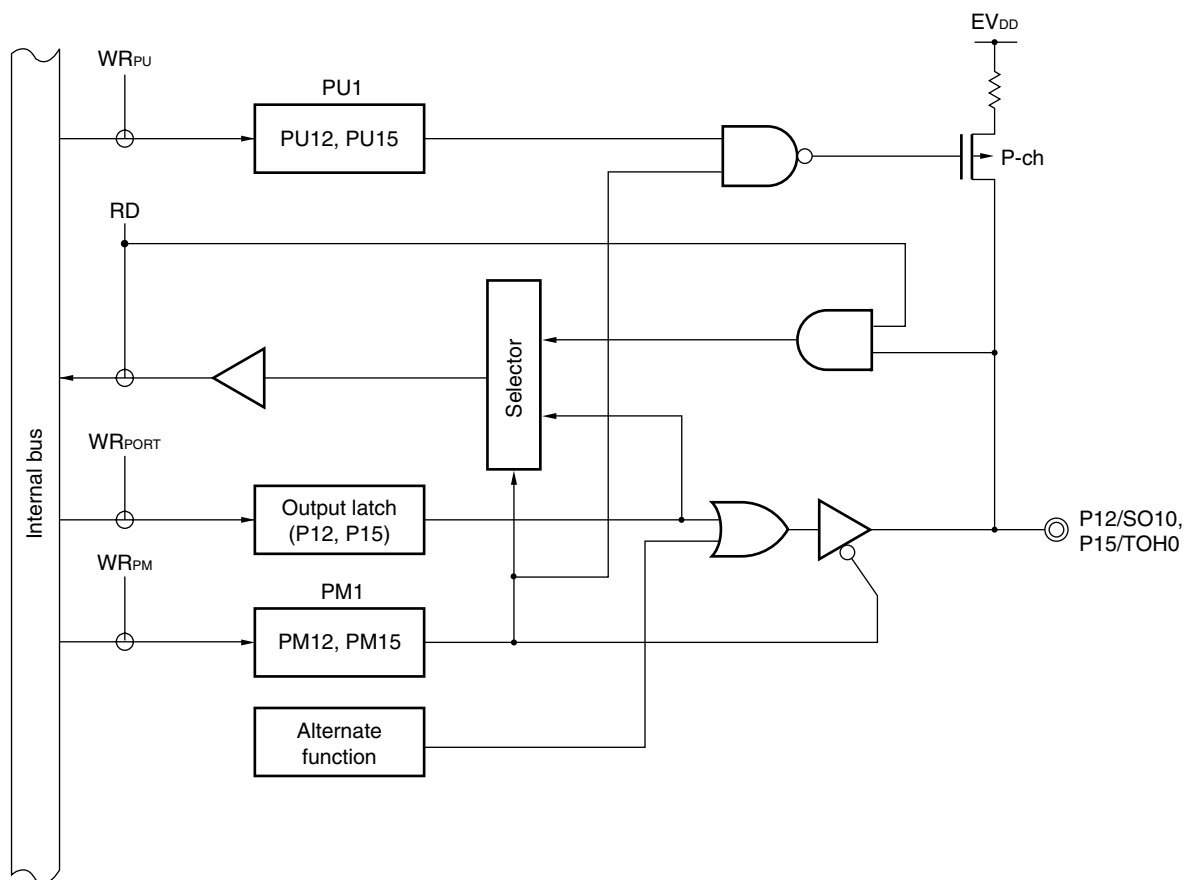 EVDD
WRPU
PU1
PU12, PU15
P-ch
RD
Selector
WRPORT
Internal bus
Output latch
(P12, P15)
P12/SO10,
P15/TOH0
WRPM
PM1
PM12, PM15
Alternate
function